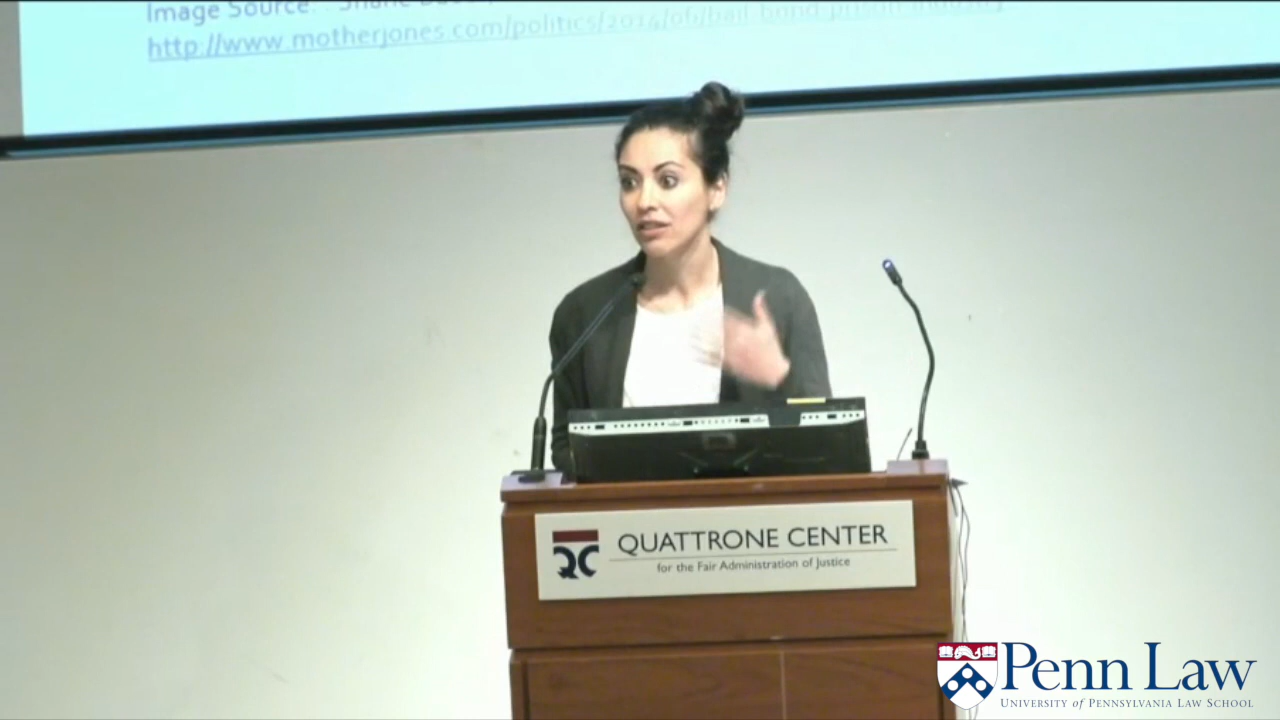 Image Source:
http://www.motherjones.com/politics/2014/06/bail-bond-prison-industry
QC
QUATTRONE CENTER
for the Fair Administration of Justice
Penn Law
UNIVERSITY of PENNSYLVANIA LAW SCHOOL